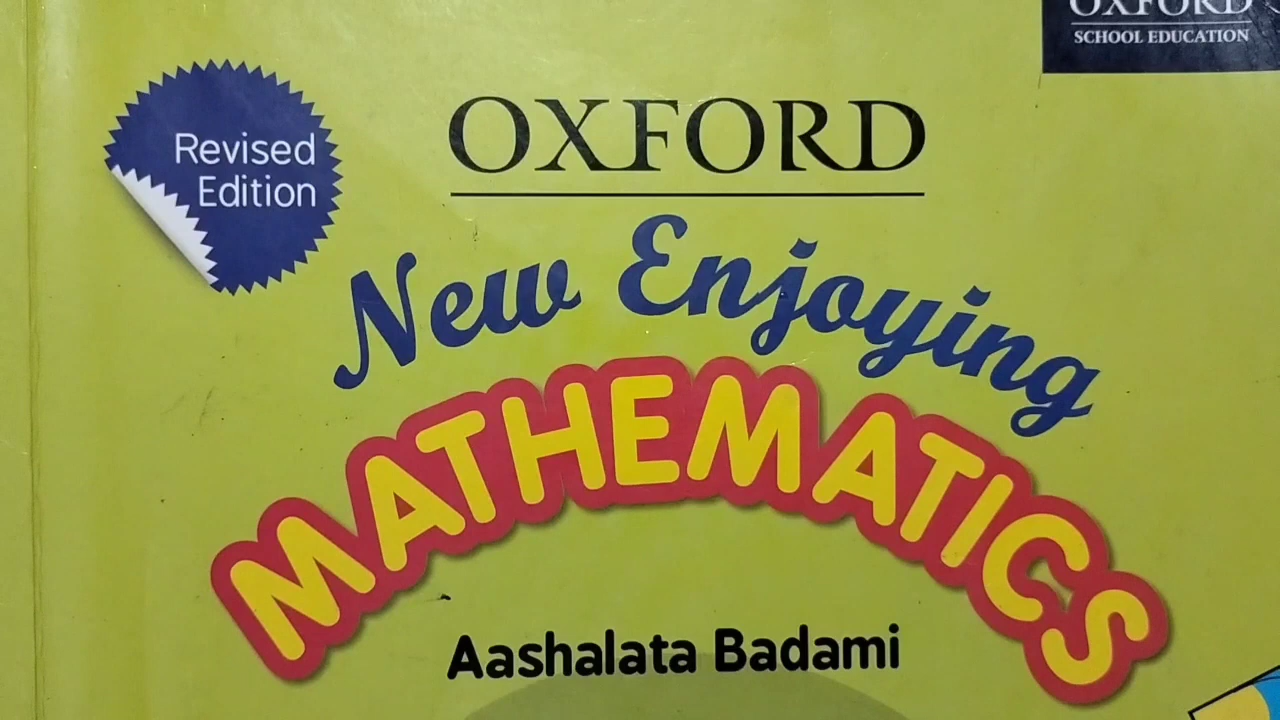 OXFORD
SCHOOL EDUCATION
Revised
Edition
OXFORD
New Enjoying
MATHEMATICS
Aashalata Badami